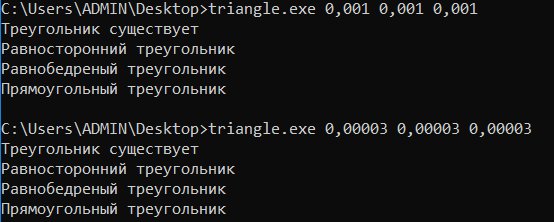 C:\Users\ADMIN\Desktop>triangle.exe 0,001 0,001 0,001
Треугольник существует
Равносторонний треугольник
Равнобедреный треугольник
Прямоугольный треугольник
C:\Users\ADMIN\Desktop>triangle.exe 0,00003 0,00003 0,00003
Треугольник существует
Равносторонний треугольник
Равнобедреный треугольник
Прямоугольный треугольник